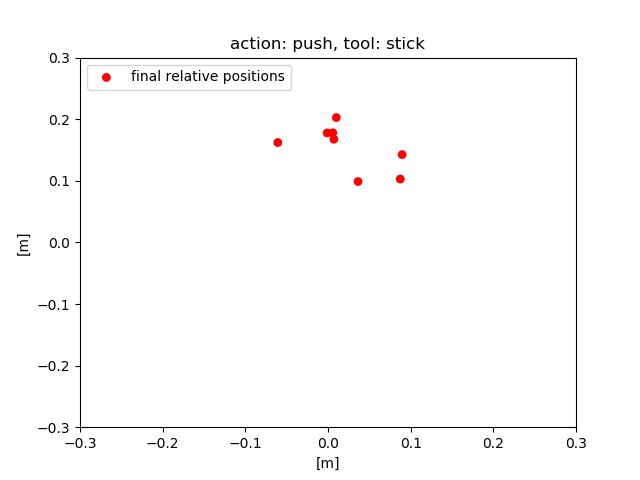 action: push, tool: stick
final relative positions
0.3
0.2
0.1
0.0
−0.1
−0.2
−0.3
[m]
−0.3 −0.2 −0.1 0.0 0.1 0.2 0.3
[m]